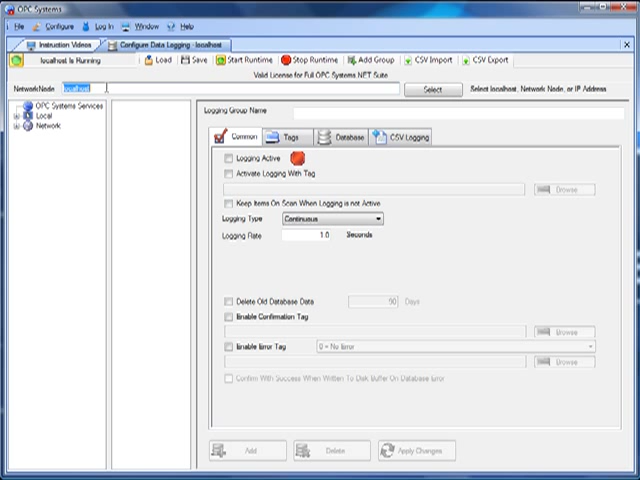 OPC Systems
File Configure Log In Window Help
Instruction Videos Configure Data Logging - localhost
localhost Is Running Load Save Start Runtime Stop Runtime Add Group CSV Import CSV Export
Valid License for Full OPC Systems.NET Suite
Network Node localhost Select Select localhost, Network Node, or IP Address
OPC Systems Services
Local
Network
Logging Group Name
Common Tags Database CSV Logging
Logging Active
Activate Logging With Tag
Browse
Keep Items On Scan When Logging is not Active
Logging Type Continuous
Logging Rate 1.0 Seconds
Delete Old Database Data 90 Days
Enable Confirmation Tag
Browse
Enable Error Tag 0 - No Error
Browse
Confirm With Success When Written To Disk Buffer On Database Error
Add Delete Apply Changes